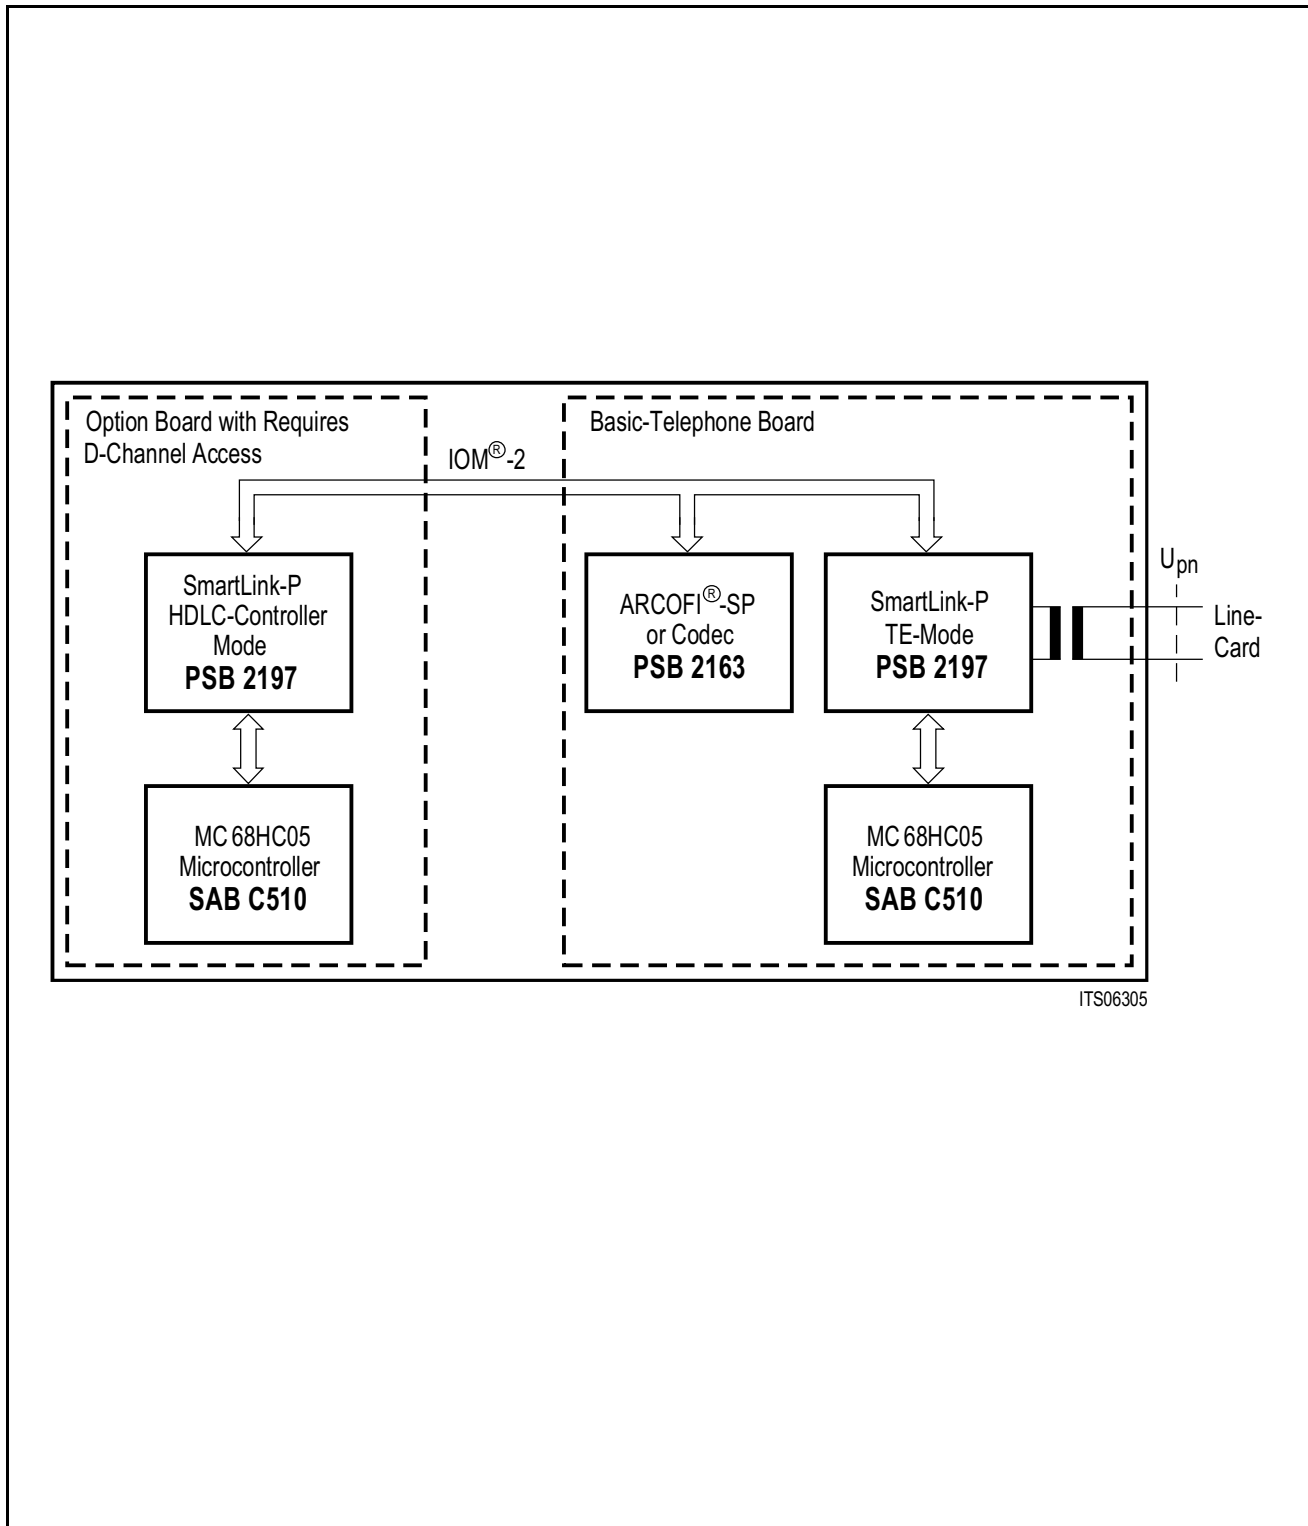 Option Board with Requires
D-Channel Access
IOM®-2
Basic-Telephone Board
SmartLink-P
HDLC-Controller
Mode
PSB 2197
ARCOFI®-SP
or Codec
PSB 2163
SmartLink-P
TE-Mode
PSB 2197
Upn
Line-
Card
MC 68HC05
Microcontroller
SAB C510
MC 68HC05
Microcontroller
SAB C510
ITS06305